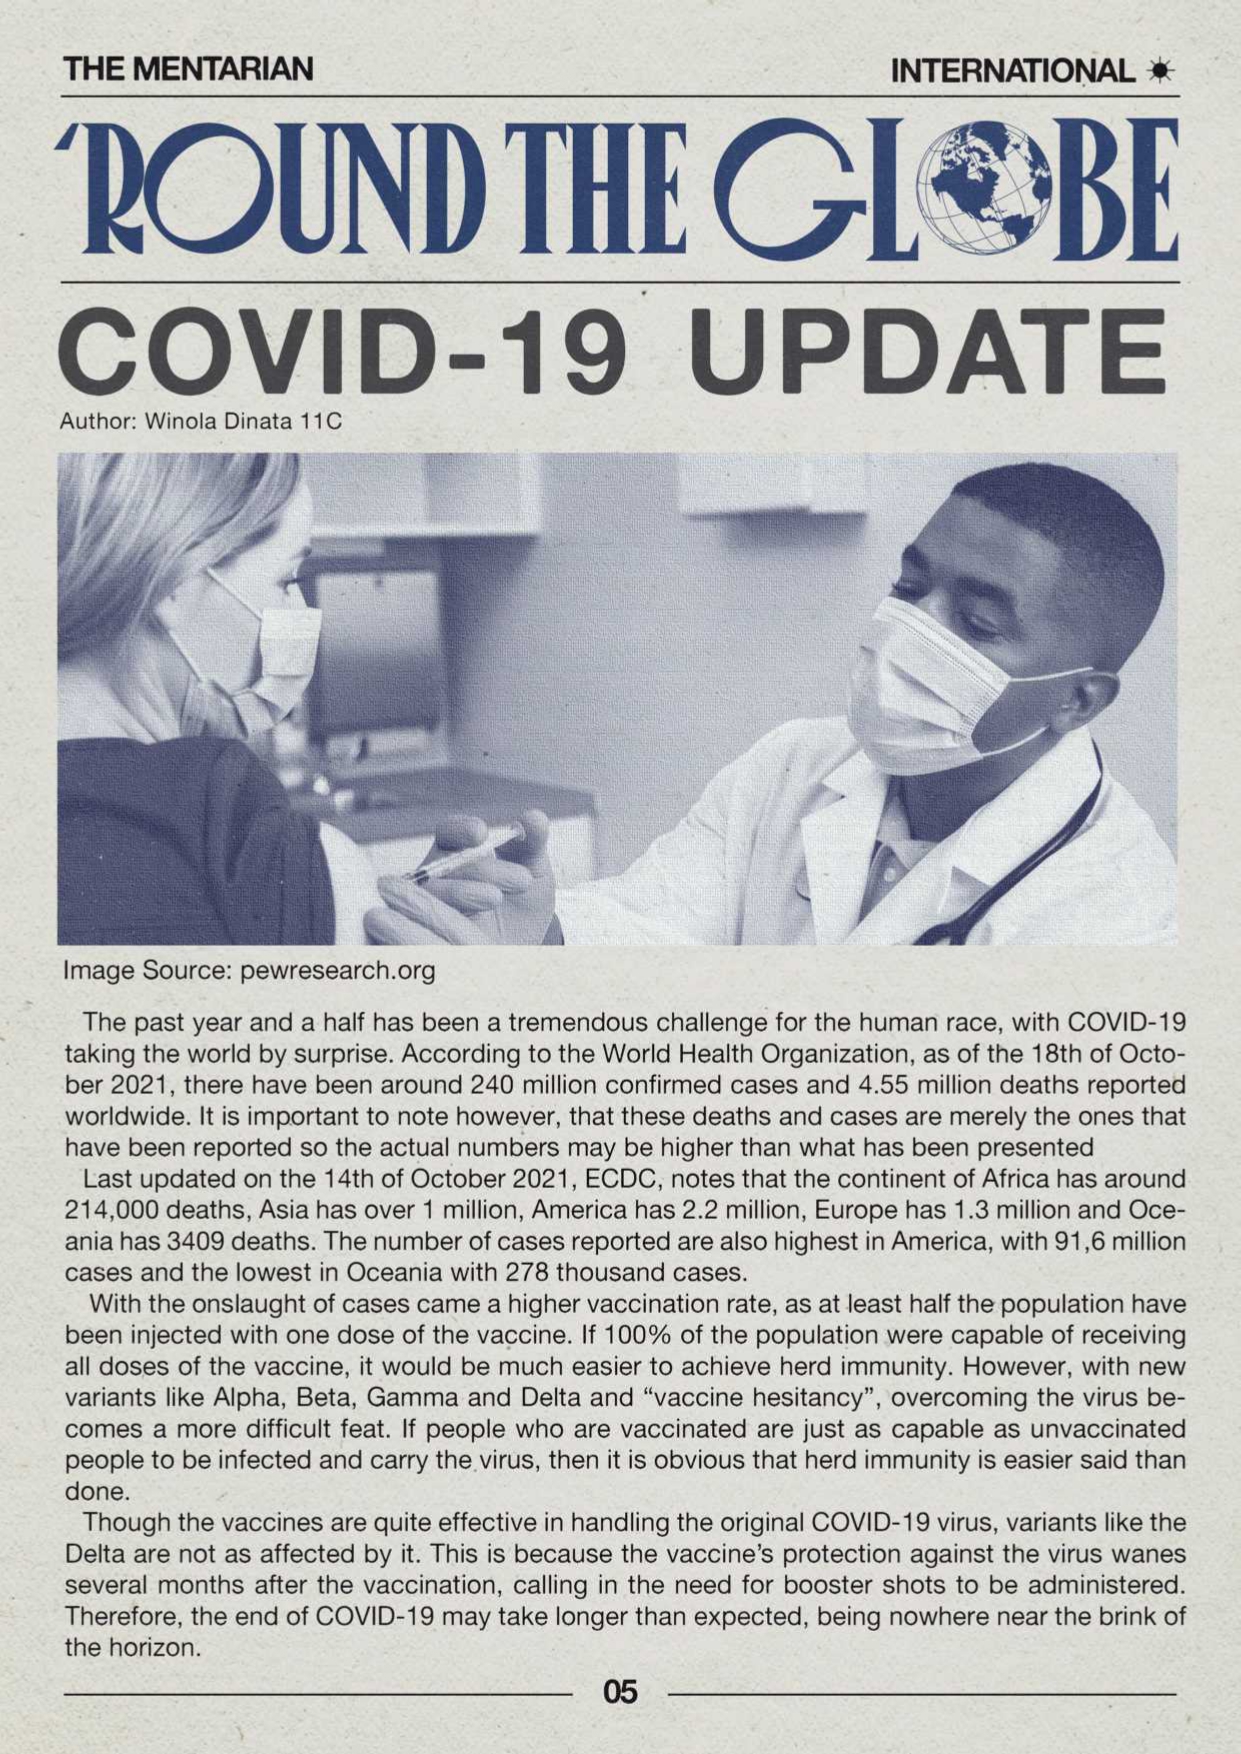 THE MENTARIAN
INTERNATIONAL
'ROUND THE GLOBE
COVID-19 UPDATE
Author: Winola Dinata 11C
Image Source: pewresearch.org
The past year and a half has been a tremendous challenge for the human race, with COVID-19
taking the world by surprise. According to the World Health Organization, as of the 18th of Octo-
ber 2021, there have been around 240 million confirmed cases and 4.55 million deaths reported
worldwide. It is important to note however, that these deaths and cases are merely the ones that
have been reported so the actual numbers may be higher than what has been presented
Last updated on the 14th of October 2021, ECDC, notes that the continent of Africa has around
214,000 deaths, Asia has over 1 million, America has 2.2 million, Europe has 1.3 million and Oce-
ania has 3409 deaths. The number of cases reported are also highest in America, with 91,6 million
cases and the lowest in Oceania with 278 thousand cases.
With the onslaught of cases came a higher vaccination rate, as at least half the population have
been injected with one dose of the vaccine. If 100% of the population were capable of receiving
all doses of the vaccine, it would be much easier to achieve herd immunity. However, with new
variants like Alpha, Beta, Gamma and Delta and “vaccine hesitancy”, overcoming the virus be-
comes a more difficult feat. If people who are vaccinated are just as capable as unvaccinated
people to be infected and carry the virus, then it is obvious that herd immunity is easier said than
done.
Though the vaccines are quite effective in handling the original COVID-19 virus, variants like the
Delta are not as affected by it. This is because the vaccine's protection against the virus wanes
several months after the vaccination, calling in the need for booster shots to be administered.
Therefore, the end of COVID-19 may take longer than expected, being nowhere near the brink of
the horizon.
05